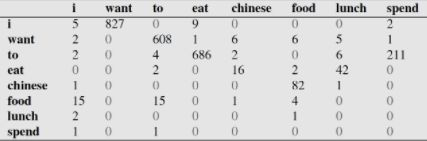 i want to eat chinese food lunch spend
i 5 827 0 9 0 0 0 2
want 2 0 608 1 6 6 5 1
to 2 0 4 686 2 0 6 211
eat 0 0 2 0 16 2 42 0
chinese 1 0 0 0 0 82 1 0
food 15 0 15 0 1 4 0 0
lunch 2 0 0 0 0 1 0 0
spend 1 0 1 0 0 0 0 0